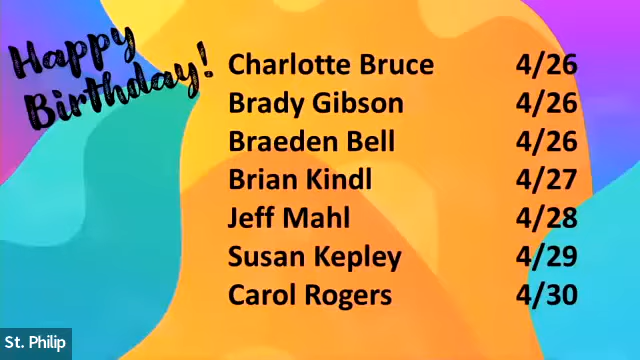 Happy
Birthday!
Charlotte Bruce 4/26
Brady Gibson 4/26
Braeden Bell 4/26
Brian Kindl 4/27
Jeff Mahl 4/28
Susan Kepley 4/29
Carol Rogers 4/30
St. Philip